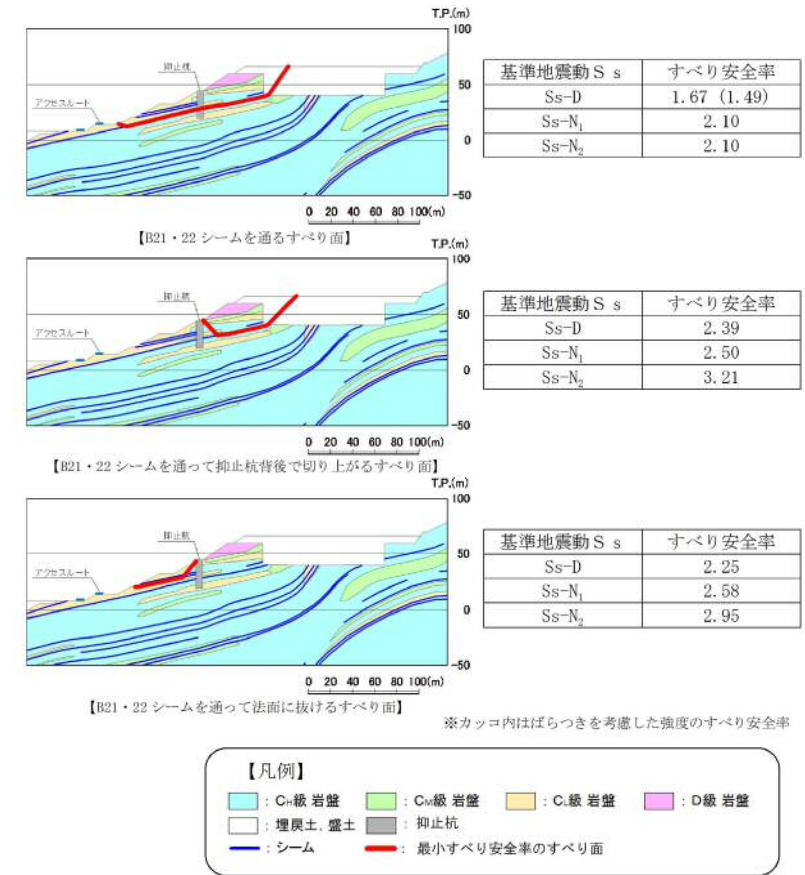 T.P.(m)
100
50
0
-50
抑止杭
アクセスルート
0 20 40 60 80 100(m)
【B21・22 シームを通るすべり面】
基準地震動Ｓｓ すべり安全率
Ss-D 1.67 (1.49)
Ss-N₁ 2.10
Ss-N₂ 2.10
T.P.(m)
100
50
0
-50
抑止杭
アクセスルート
0 20 40 60 80 100(m)
【B21・22 シームを通って抑止杭背後で切り上がるすべり面】
基準地震動Ｓｓ すべり安全率
Ss-D 2.39
Ss-N₁ 2.50
Ss-N₂ 3.21
T.P.(m)
100
50
0
-50
抑止杭
アクセスルート
0 20 40 60 80 100(m)
【B21・22 シームを通って法面に抜けるすべり面】
基準地震動Ｓｓ すべり安全率
Ss-D 2.25
Ss-N₁ 2.58
Ss-N₂ 2.95
※カッコ内はばらつきを考慮した強度のすべり安全率
【凡例】
：CH級 岩盤 ：CM級 岩盤 ：CL級 岩盤 ：D級 岩盤
：埋戻土，盛土 ：抑止杭
：シーム ：最小すべり安全率のすべり面